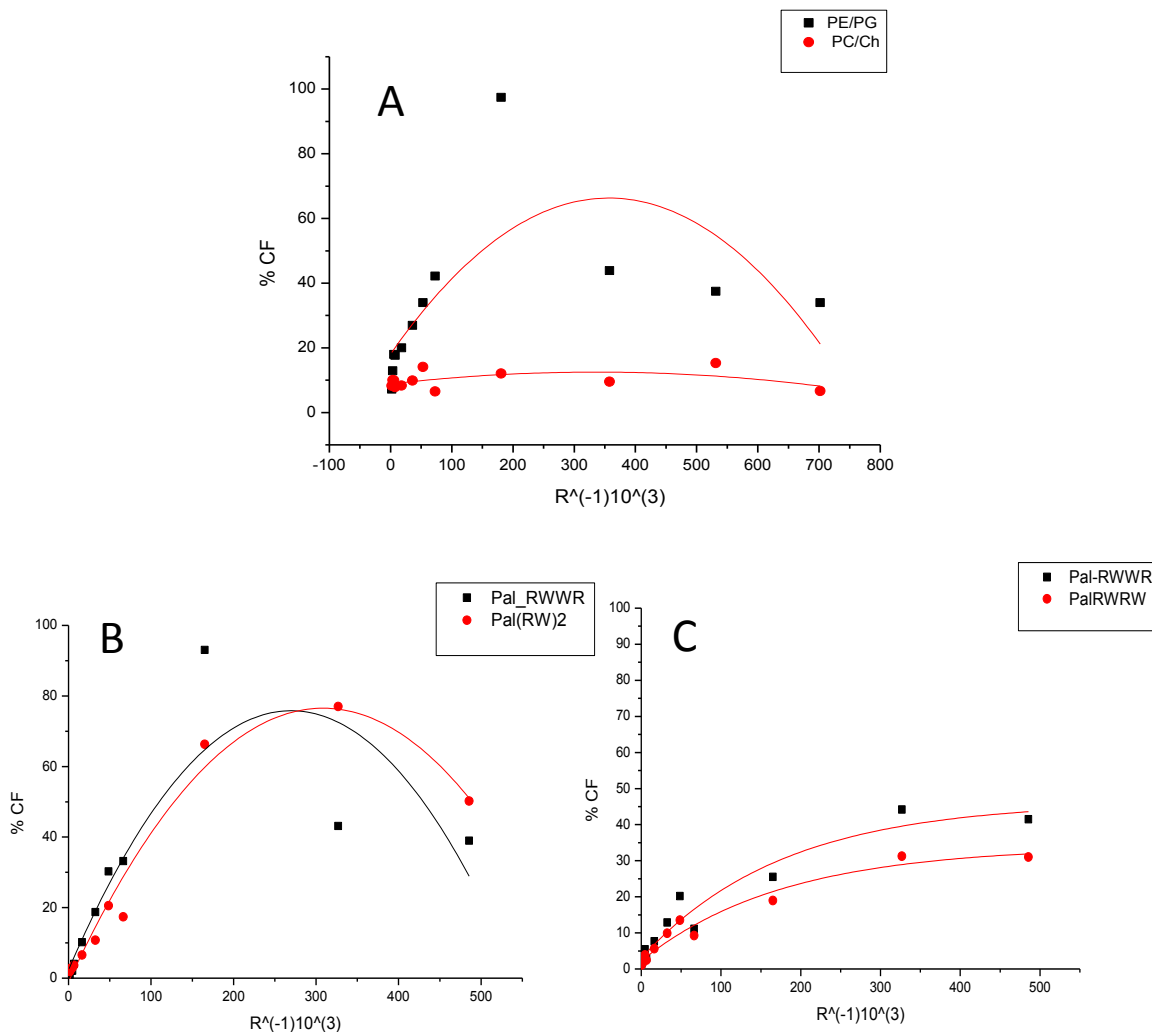 PE/PG
PC/Ch
A
100
80
60
40
20
0
% CF
-100 0 100 200 300 400 500 600 700 800
R^(-1)10^(3)
Pal_RWWR
Pal(RW)2
B
100
80
60
40
20
0
% CF
0 100 200 300 400 500
R^(-1)10^(3)
Pal-RWWR
PalRWRW
C
100
90
80
70
60
50
40
30
20
10
0
% CF
0 100 200 300 400 500
R^(-1)10^(3)